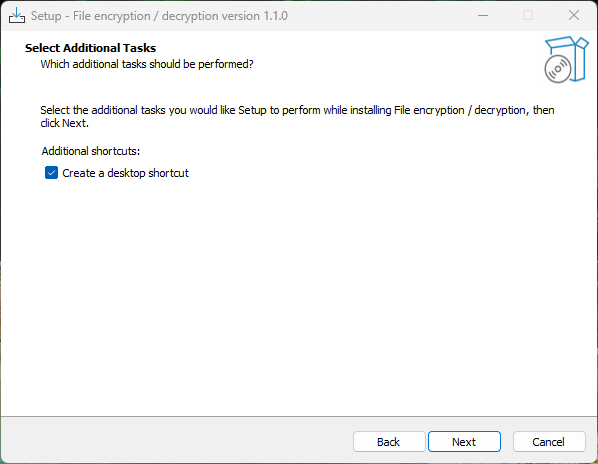 Setup - File encryption / decryption version 1.1.0
Select Additional Tasks
Which additional tasks should be performed?
Select the additional tasks you would like Setup to perform while installing File encryption / decryption, then
click Next.
Additional shortcuts:
Create a desktop shortcut
Back Next Cancel